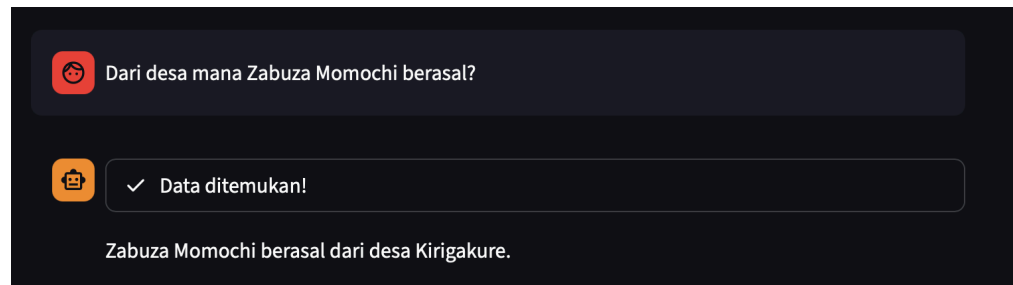 Dari desa mana Zabuza Momochi berasal?
Data ditemukan!
Zabuza Momochi berasal dari desa Kirigakure.